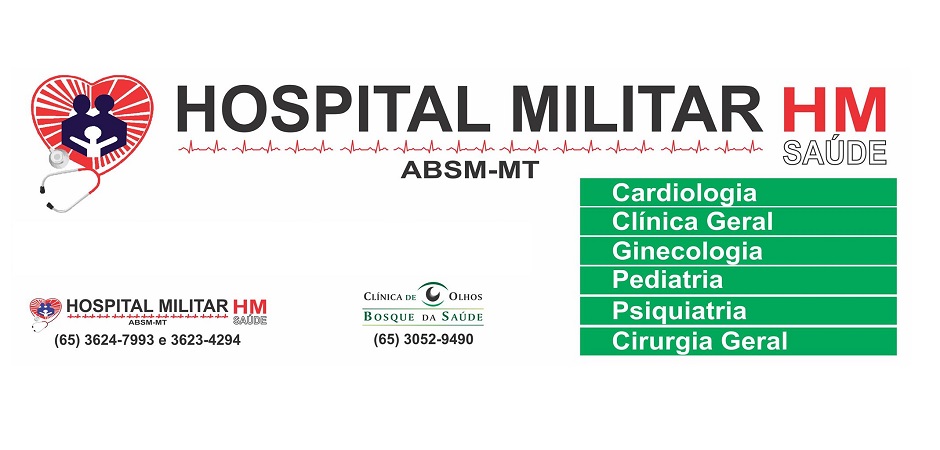 HOSPITAL MILITAR HM
SAÚDE
ABSM-MT
Cardiologia
Clínica Geral
Ginecologia
Pediatria
Psiquiatria
Cirurgia Geral
HOSPITAL MILITAR HM
ABSM-MT SAÚDE
(65) 3624-7993 e 3623-4294
CLÍNICA DE OLHOS
BOSQUE DA SAÚDE
(65) 3052-9490